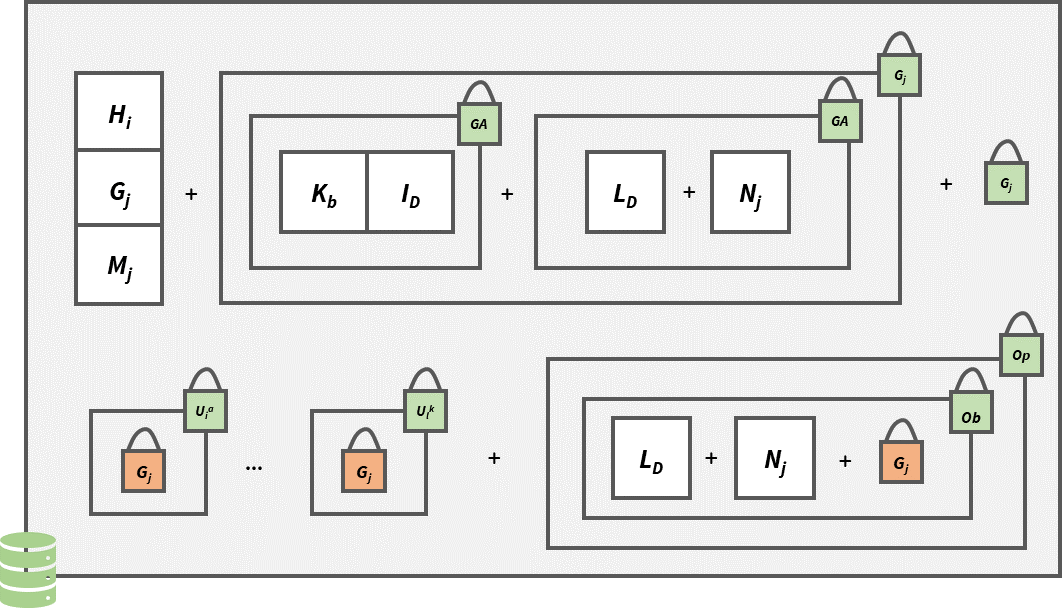 H_i
G_j
M_j
+
K_b I_D
GA
+
L_D + N_j
GA
G_j
+
G_j
G_j
U_i^a
...
G_j
U_l^k
+
L_D + N_j + G_j
Ob
Op